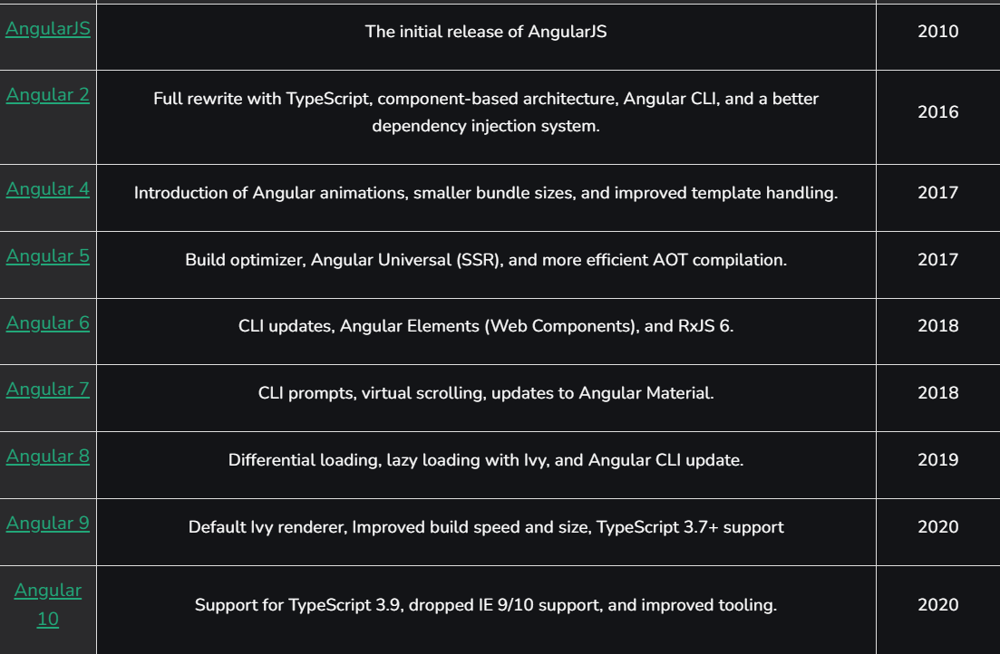 AngularJS
The initial release of AngularJS
2010
Angular 2
Full rewrite with TypeScript, component-based architecture, Angular CLI, and a better
dependency injection system.
2016
Angular 4
Introduction of Angular animations, smaller bundle sizes, and improved template handling.
2017
Angular 5
Build optimizer, Angular Universal (SSR), and more efficient AOT compilation.
2017
Angular 6
CLI updates, Angular Elements (Web Components), and RxJS 6.
2018
Angular 7
CLI prompts, virtual scrolling, updates to Angular Material.
2018
Angular 8
Differential loading, lazy loading with Ivy, and Angular CLI update.
2019
Angular 9
Default Ivy renderer, Improved build speed and size, TypeScript 3.7+ support
2020
Angular
10
Support for TypeScript 3.9, dropped IE 9/10 support, and improved tooling.
2020